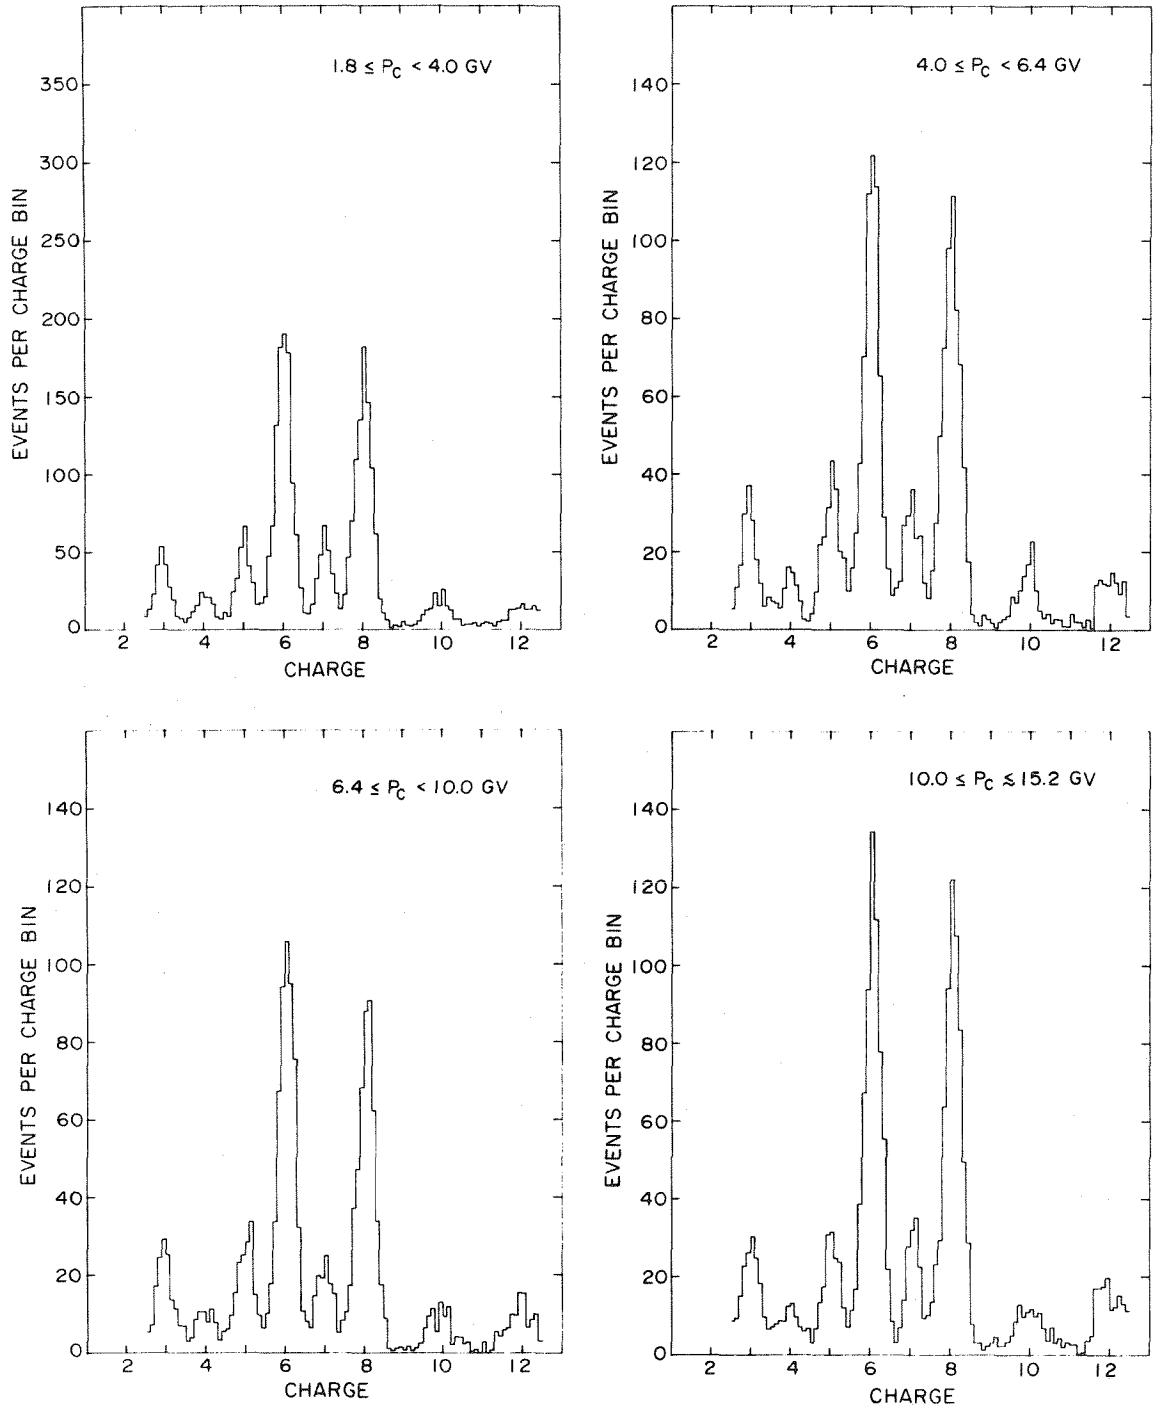 1.8 ≤ P_C < 4.0 GV
350
300
250
200
150
100
50
0
EVENTS PER CHARGE BIN
2 4 6 8 10 12
CHARGE
4.0 ≤ P_C < 6.4 GV
140
120
100
80
60
40
20
0
EVENTS PER CHARGE BIN
2 4 6 8 10 12
CHARGE
6.4 ≤ P_C < 10.0 GV
140
120
100
80
60
40
20
0
EVENTS PER CHARGE BIN
2 4 6 8 10 12
CHARGE
10.0 ≤ P_C ≲ 15.2 GV
140
120
100
80
60
40
20
0
EVENTS PER CHARGE BIN
2 4 6 8 10 12
CHARGE